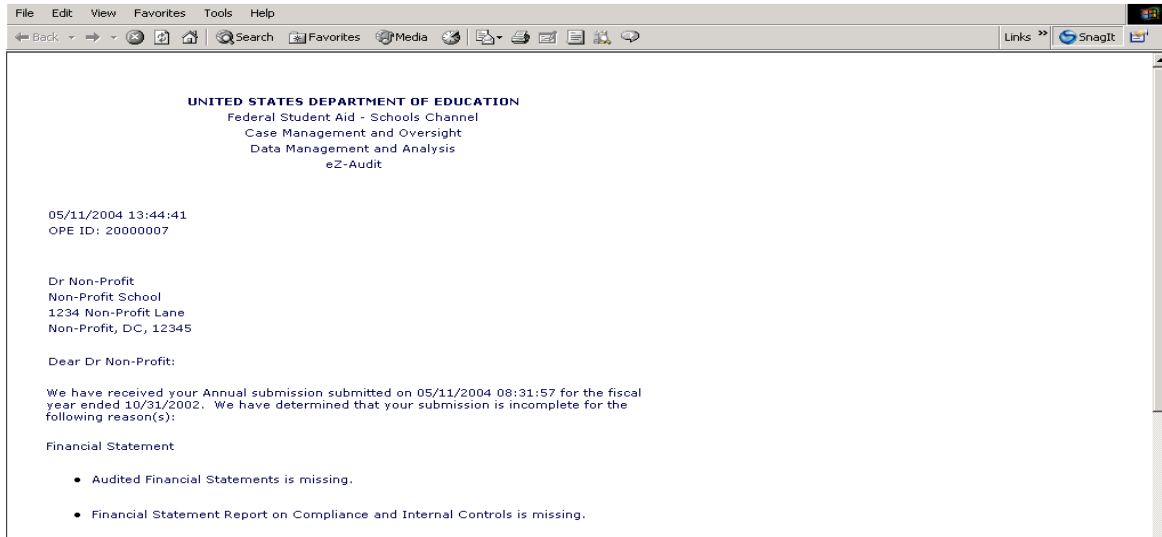 File Edit View Favorites Tools Help
Back Search Favorites Media Links » SnagIt
UNITED STATES DEPARTMENT OF EDUCATION
Federal Student Aid - Schools Channel
Case Management and Oversight
Data Management and Analysis
eZ-Audit
05/11/2004 13:44:41
OPE ID: 20000007
Dr Non-Profit
Non-Profit School
1234 Non-Profit Lane
Non-Profit, DC, 12345
Dear Dr Non-Profit:
We have received your Annual submission submitted on 05/11/2004 08:31:57 for the fiscal
year ended 10/31/2002. We have determined that your submission is incomplete for the
following reason(s):
Financial Statement
• Audited Financial Statements is missing.
• Financial Statement Report on Compliance and Internal Controls is missing.